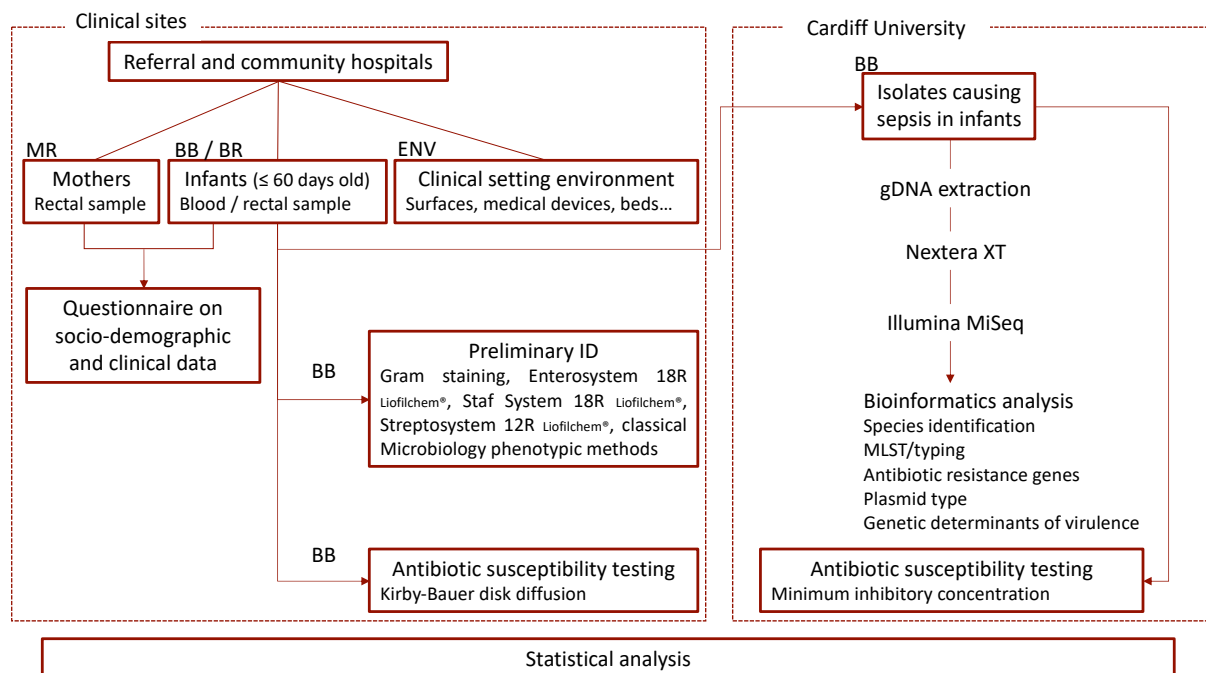 Clinical sites
Referral and community hospitals
MR
Mothers
Rectal sample
BB / BR
Infants (≤ 60 days old)
Blood / rectal sample
ENV
Clinical setting environment
Surfaces, medical devices, beds…
Questionnaire on
socio-demographic
and clinical data
BB
Preliminary ID
Gram staining, Enterosystem 18R
Liofilchem®, Staf System 18R Liofilchem®,
Streptosystem 12R Liofilchem®, classical
Microbiology phenotypic methods
BB
Antibiotic susceptibility testing
Kirby-Bauer disk diffusion
Cardiff University
BB
Isolates causing
sepsis in infants
gDNA extraction
Nextera XT
Illumina MiSeq
Bioinformatics analysis
Species identification
MLST/typing
Antibiotic resistance genes
Plasmid type
Genetic determinants of virulence
Antibiotic susceptibility testing
Minimum inhibitory concentration
Statistical analysis